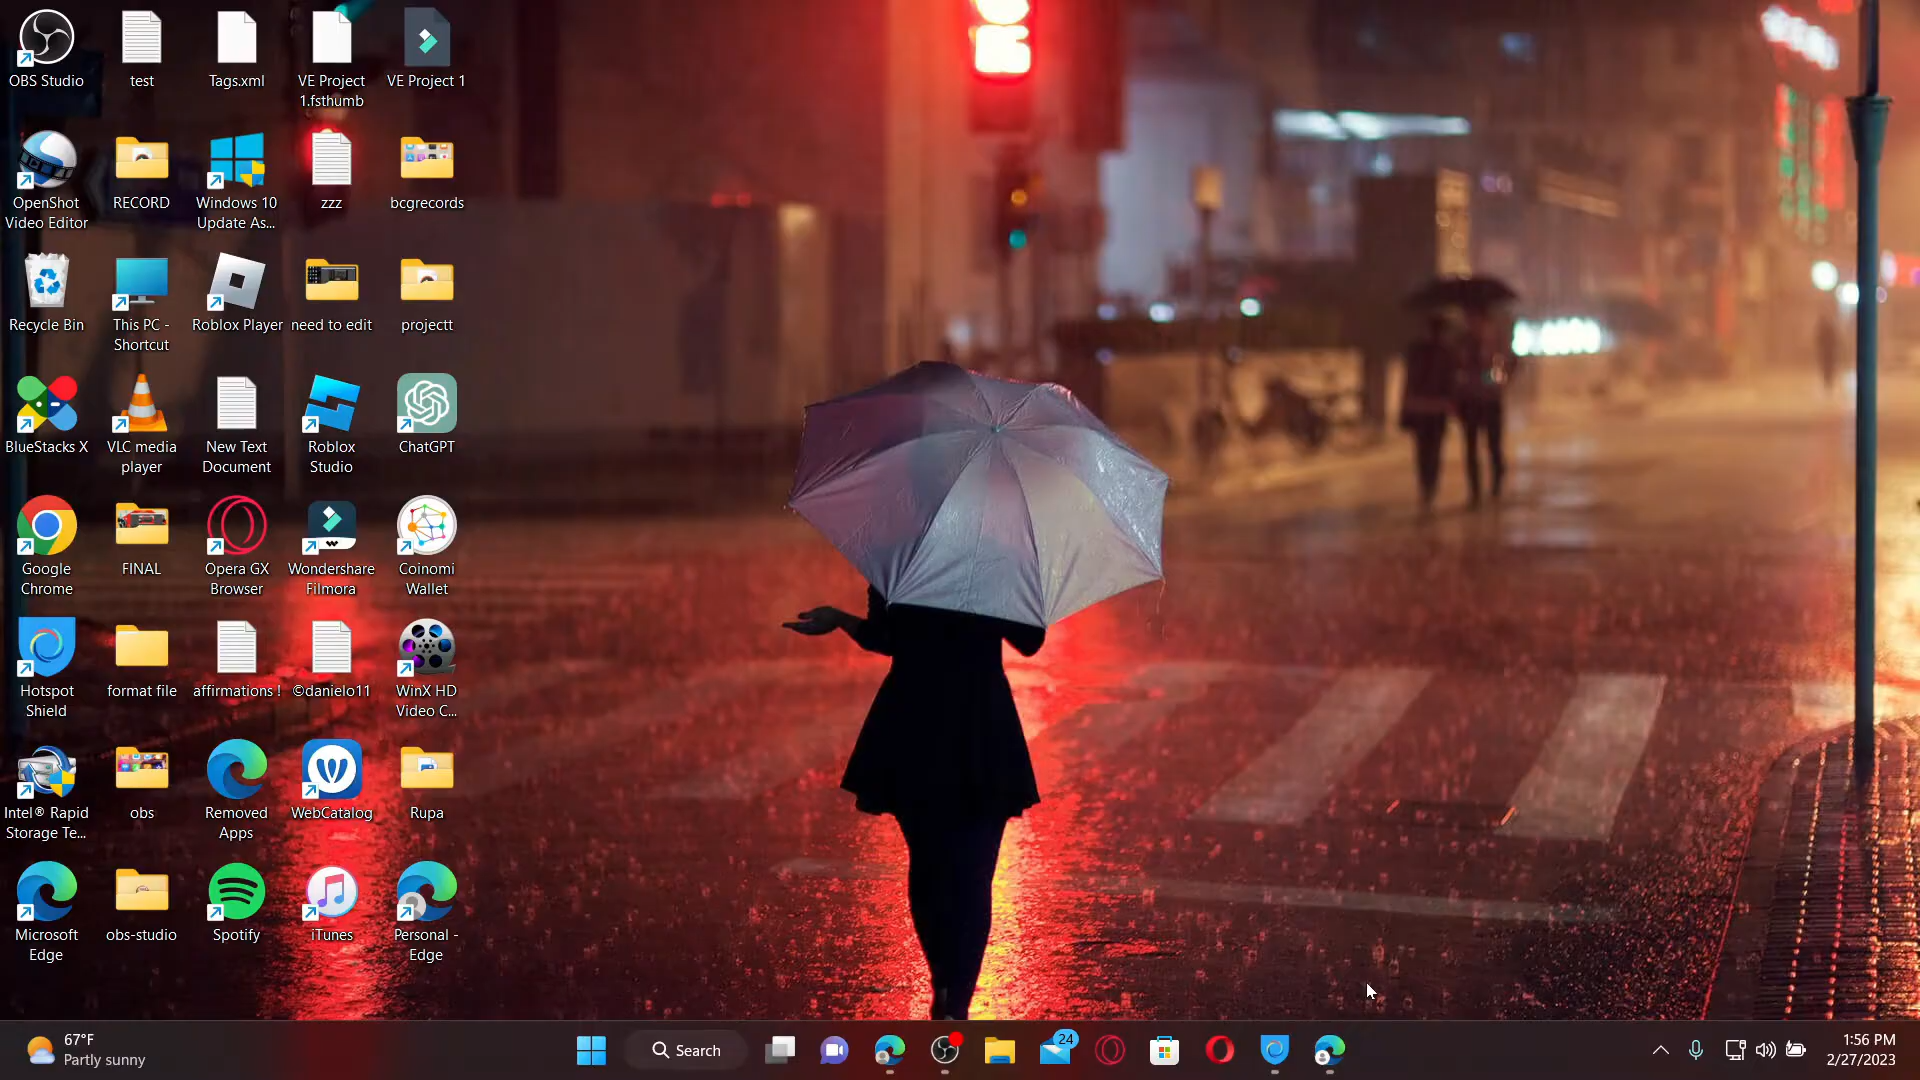 OBS Studio
test
Tags.xml
VE Project
1.fsthumb
VE Project 1
OpenShot
Video Editor
RECORD
Windows 10
Update As...
zzz
bcgrecords
Recycle Bin
This PC -
Shortcut
Roblox Player
need to edit
projectt
BlueStacks X
VLC media
player
New Text
Document
Roblox
Studio
ChatGPT
Google
Chrome
FINAL
Opera GX
Browser
Wondershare
Filmora
Coinomi
Wallet
Hotspot
Shield
format file
affirmations !
©danielo11
WinX HD
Video C...
Intel® Rapid
Storage Te...
obs
Removed
Apps
WebCatalog
Rupa
Microsoft
Edge
obs-studio
Spotify
iTunes
Personal -
Edge
67°F
Partly sunny
Search
24
1:56 PM
2/27/2023